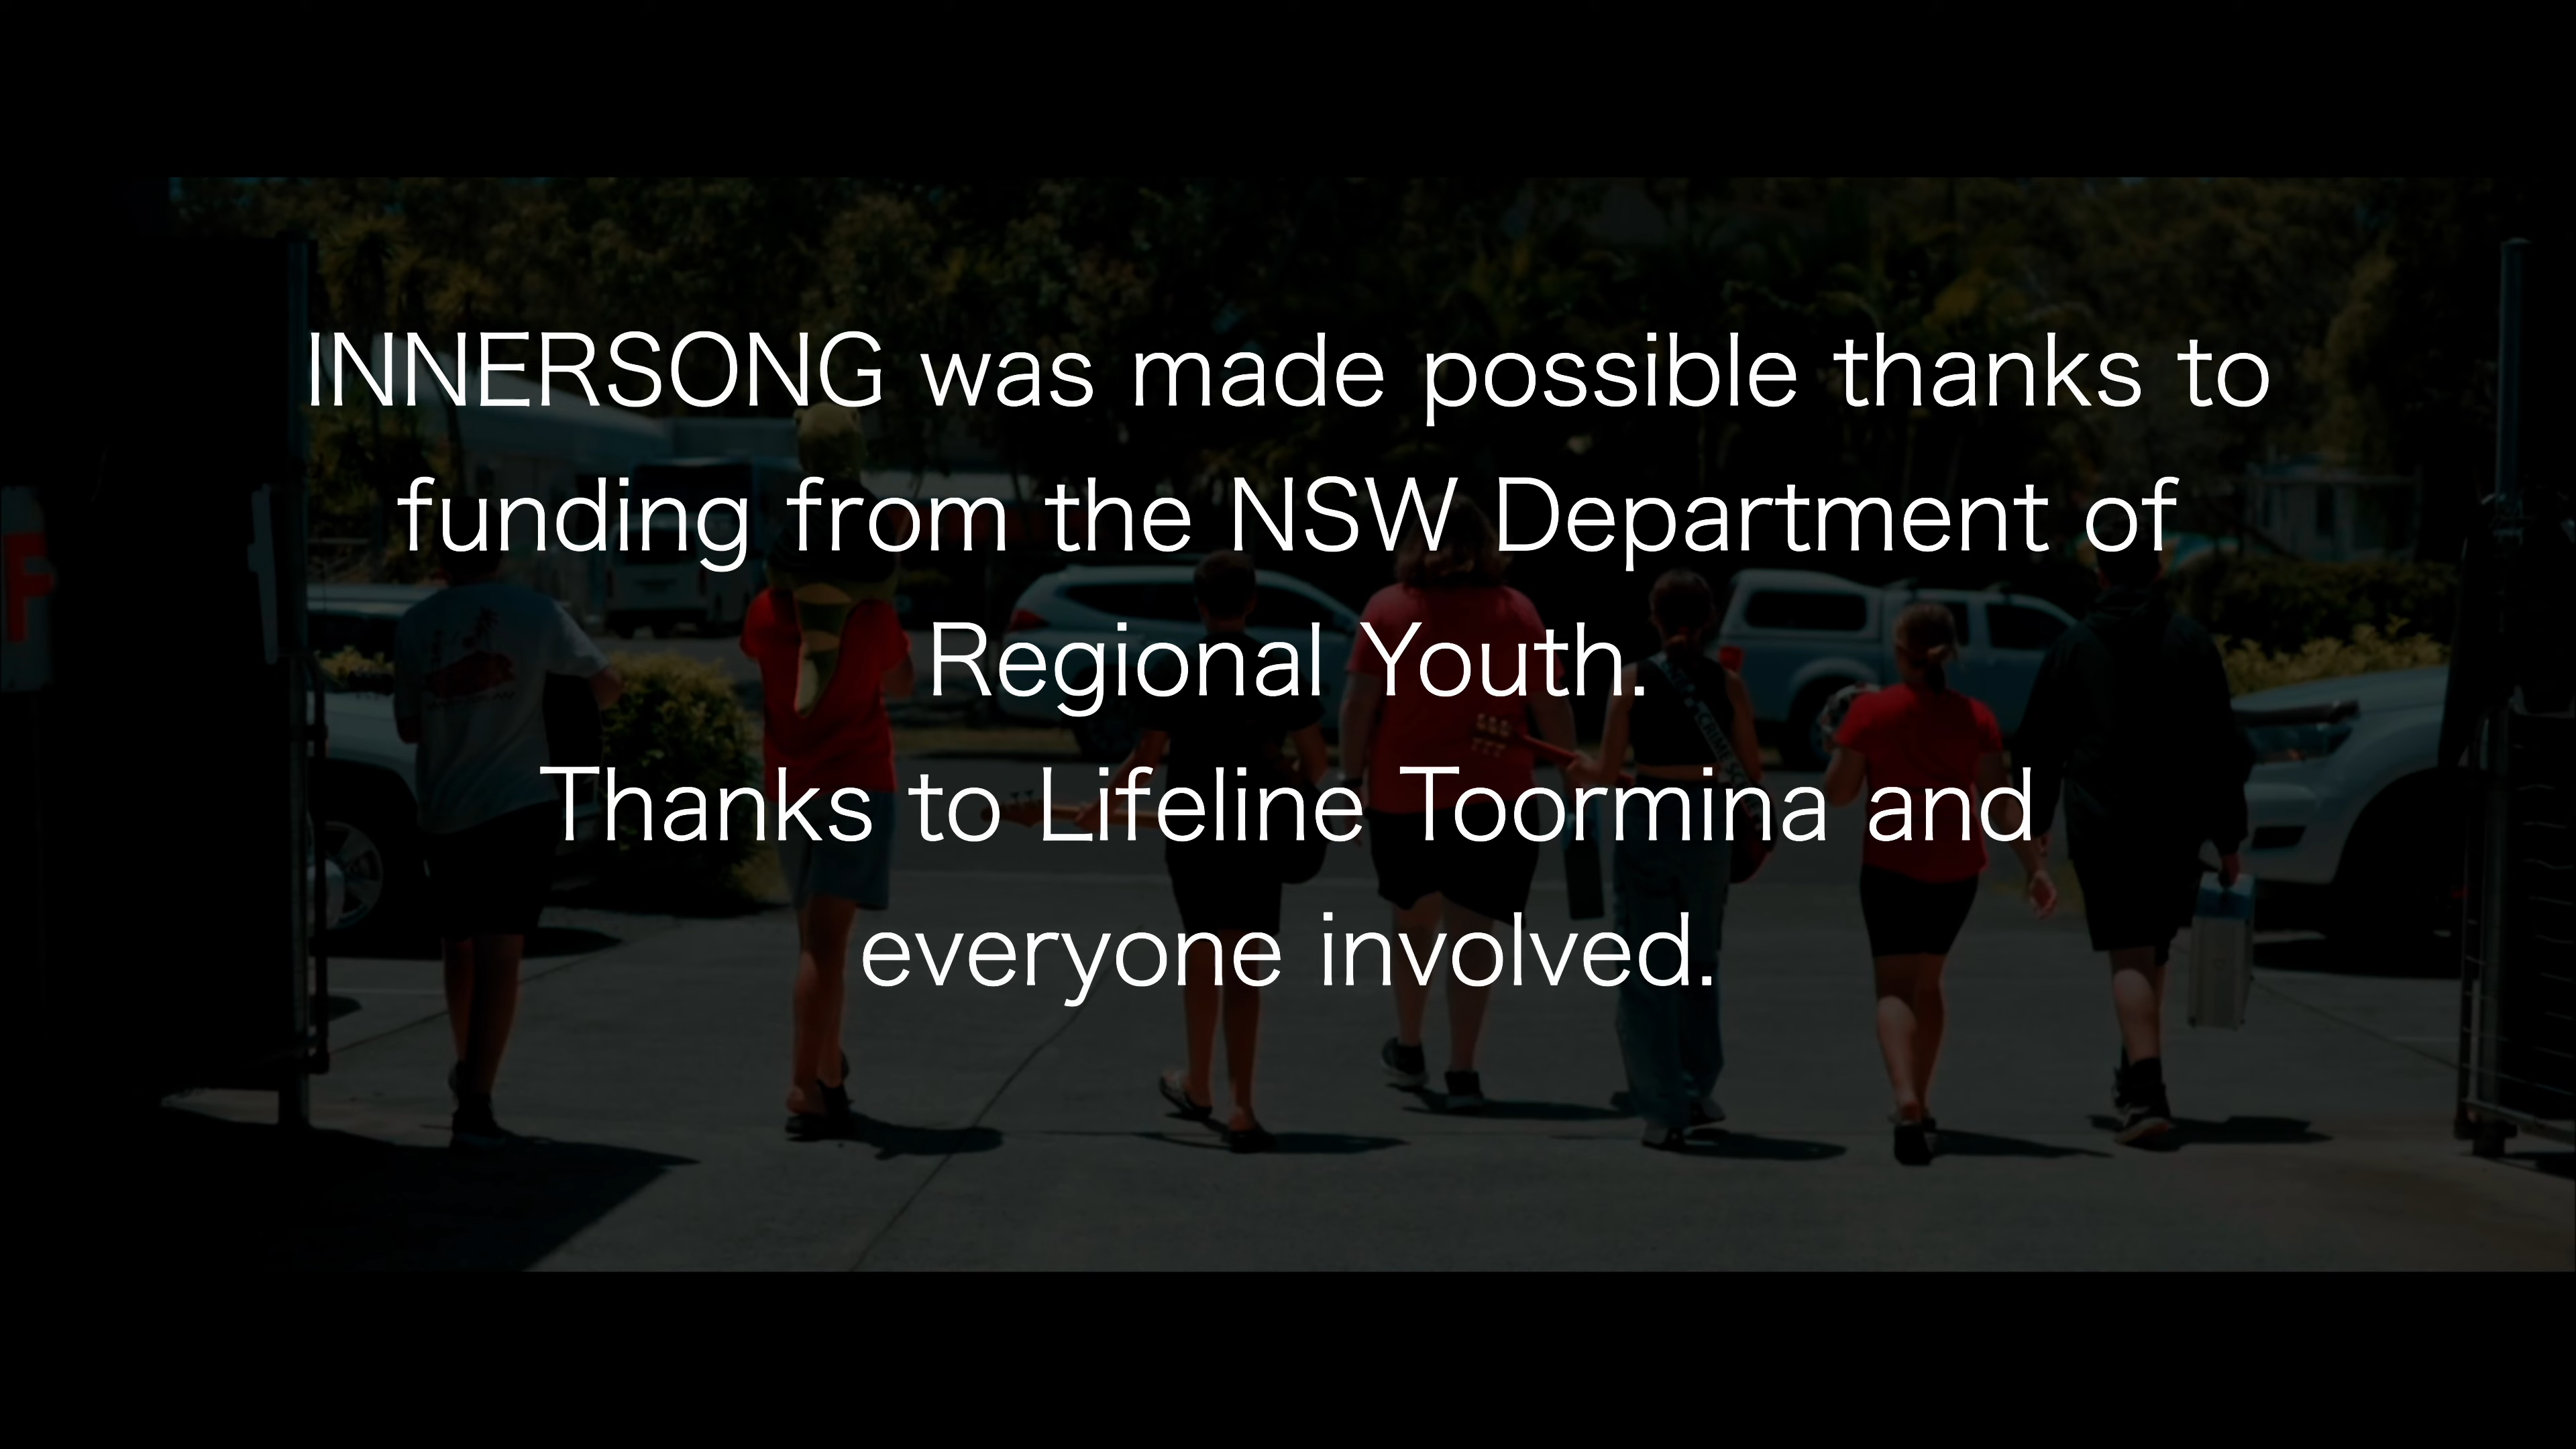 INNERSONG was made possible thanks to
funding from the NSW Department of
Regional Youth.
Thanks to Lifeline Toormina and
everyone involved.